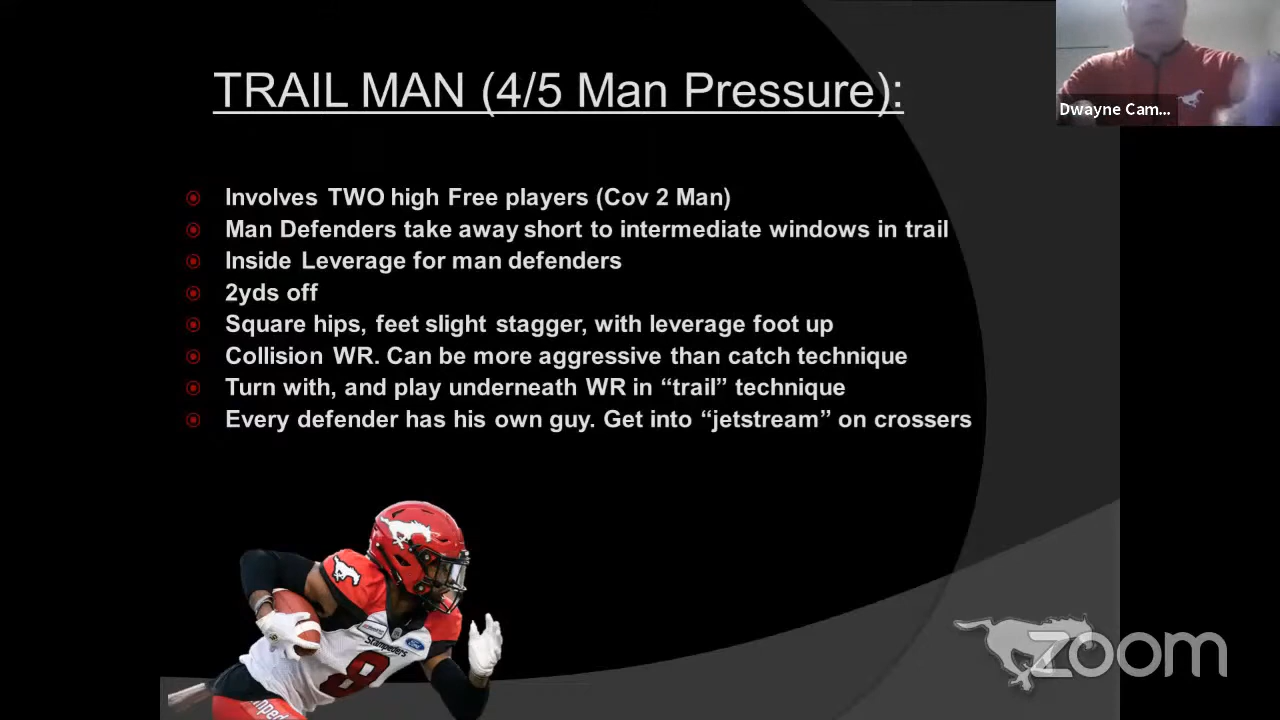 TRAIL MAN (4/5 Man Pressure):
Dwayne Cam...
Involves TWO high Free players (Cov 2 Man)
Man Defenders take away short to intermediate windows in trail
Inside Leverage for man defenders
2yds off
Square hips, feet slight stagger, with leverage foot up
Collision WR. Can be more aggressive than catch technique
Turn with, and play underneath WR in “trail” technique
Every defender has his own guy. Get into “jetstream” on crossers
Stampeders
Ford
8
zoom